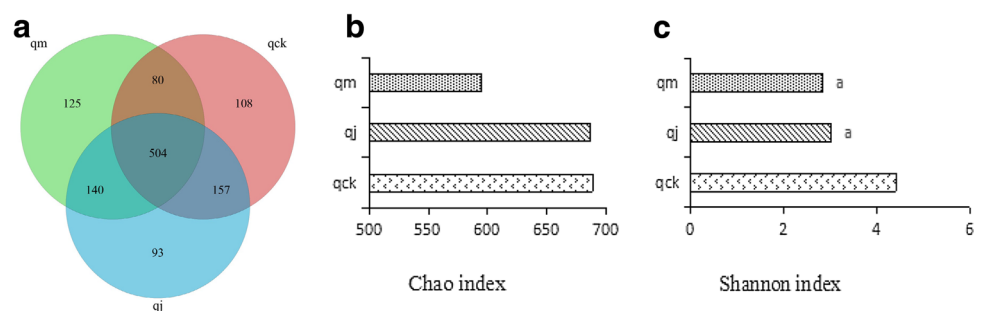 a
qm
qck
80
125
108
504
140
157
93
qj
b
qm
qj
qck
500 550 600 650 700
Chao index
c
qm a
qj a
qck
0 2 4 6
Shannon index